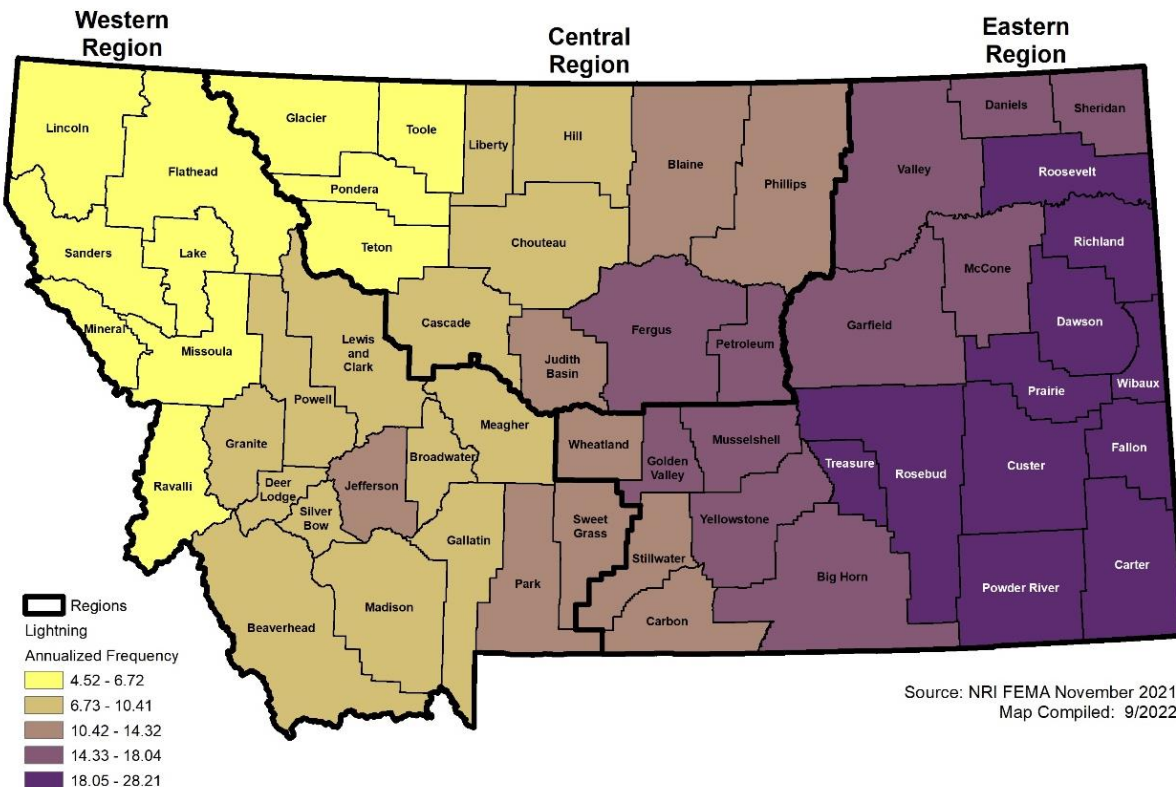 Western
Region
Central
Region
Eastern
Region
Lincoln
Flathead
Glacier
Toole
Liberty
Hill
Blaine
Phillips
Valley
Daniels
Sheridan
Roosevelt
Pondera
Teton
Chouteau
Sanders
Lake
Richland
McCone
Mineral
Missoula
Cascade
Fergus
Petroleum
Garfield
Dawson
Lewis
and
Clark
Judith
Basin
Powell
Prairie
Wibaux
Granite
Meagher
Broadwater
Wheatland
Golden
Valley
Musselshell
Treasure
Rosebud
Custer
Fallon
Ravalli
Deer
Lodge
Silver
Bow
Jefferson
Gallatin
Sweet
Grass
Yellowstone
Stillwater
Park
Big Horn
Powder River
Carter
Madison
Beaverhead
Carbon
Regions
Lightning
Annualized Frequency
4.52 - 6.72
6.73 - 10.41
10.42 - 14.32
14.33 - 18.04
18.05 - 28.21
Source: NRI FEMA November 2021
Map Compiled: 9/2022